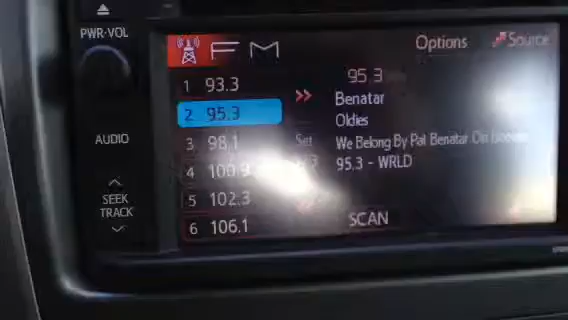 PWR·VOL
AUDIO
SEEK
TRACK
FM
Options
Source
1 93.3
2 95.3
3 98.1
4 100.9
5 102.3
6 106.1
Set
95 3
Benatar
Oldies
We Belong By Pat Benatar On
95.3 - WRLD
SCAN